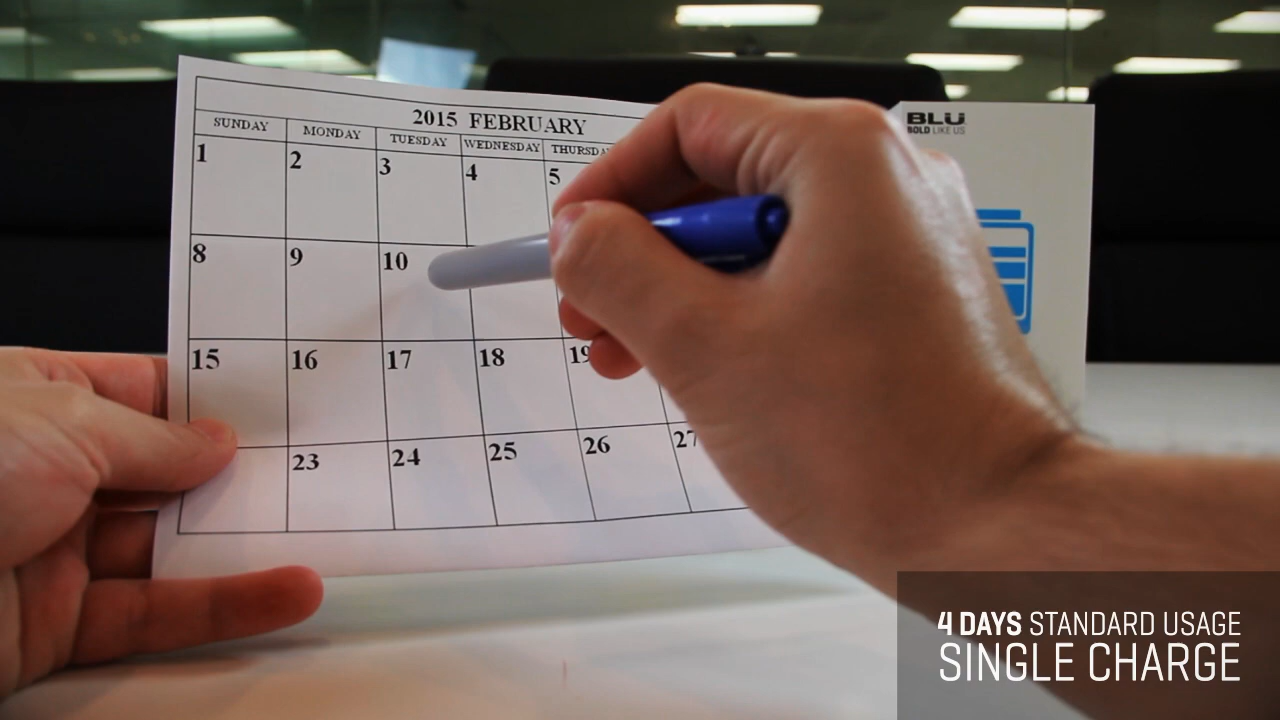 2015 FEBRUARY
SUNDAY MONDAY TUESDAY WEDNESDAY
1 2 3 4 5
8 9 10
15 16 17 18
23 24 25 26 27
BLU
BOLD LIKE US
4 DAYS STANDARD USAGE
SINGLE CHARGE